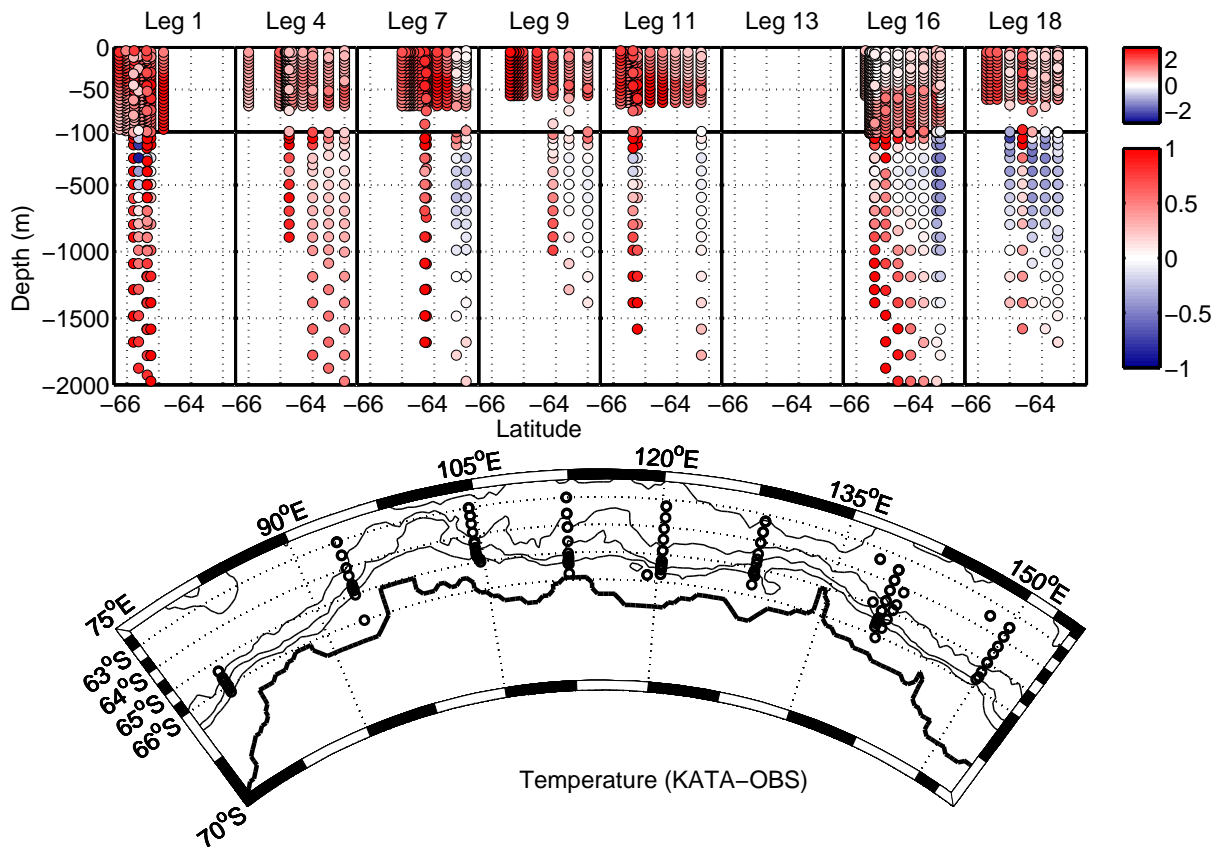 Leg 1 Leg 4 Leg 7 Leg 9 Leg 11 Leg 13 Leg 16 Leg 18
0
−50
−100
−500
−1000
−1500
−2000
Depth (m)
2
0
−2
1
0.5
0
−0.5
−1
−66 −64 −66 −64 −66 −64 −66 −64 −66 −64 −66 −64 −66 −64 −66 −64
Latitude
75°E
90°E
105°E
120°E
135°E
150°E
63°S
64°S
65°S
66°S
70°S
Temperature (KATA−OBS)